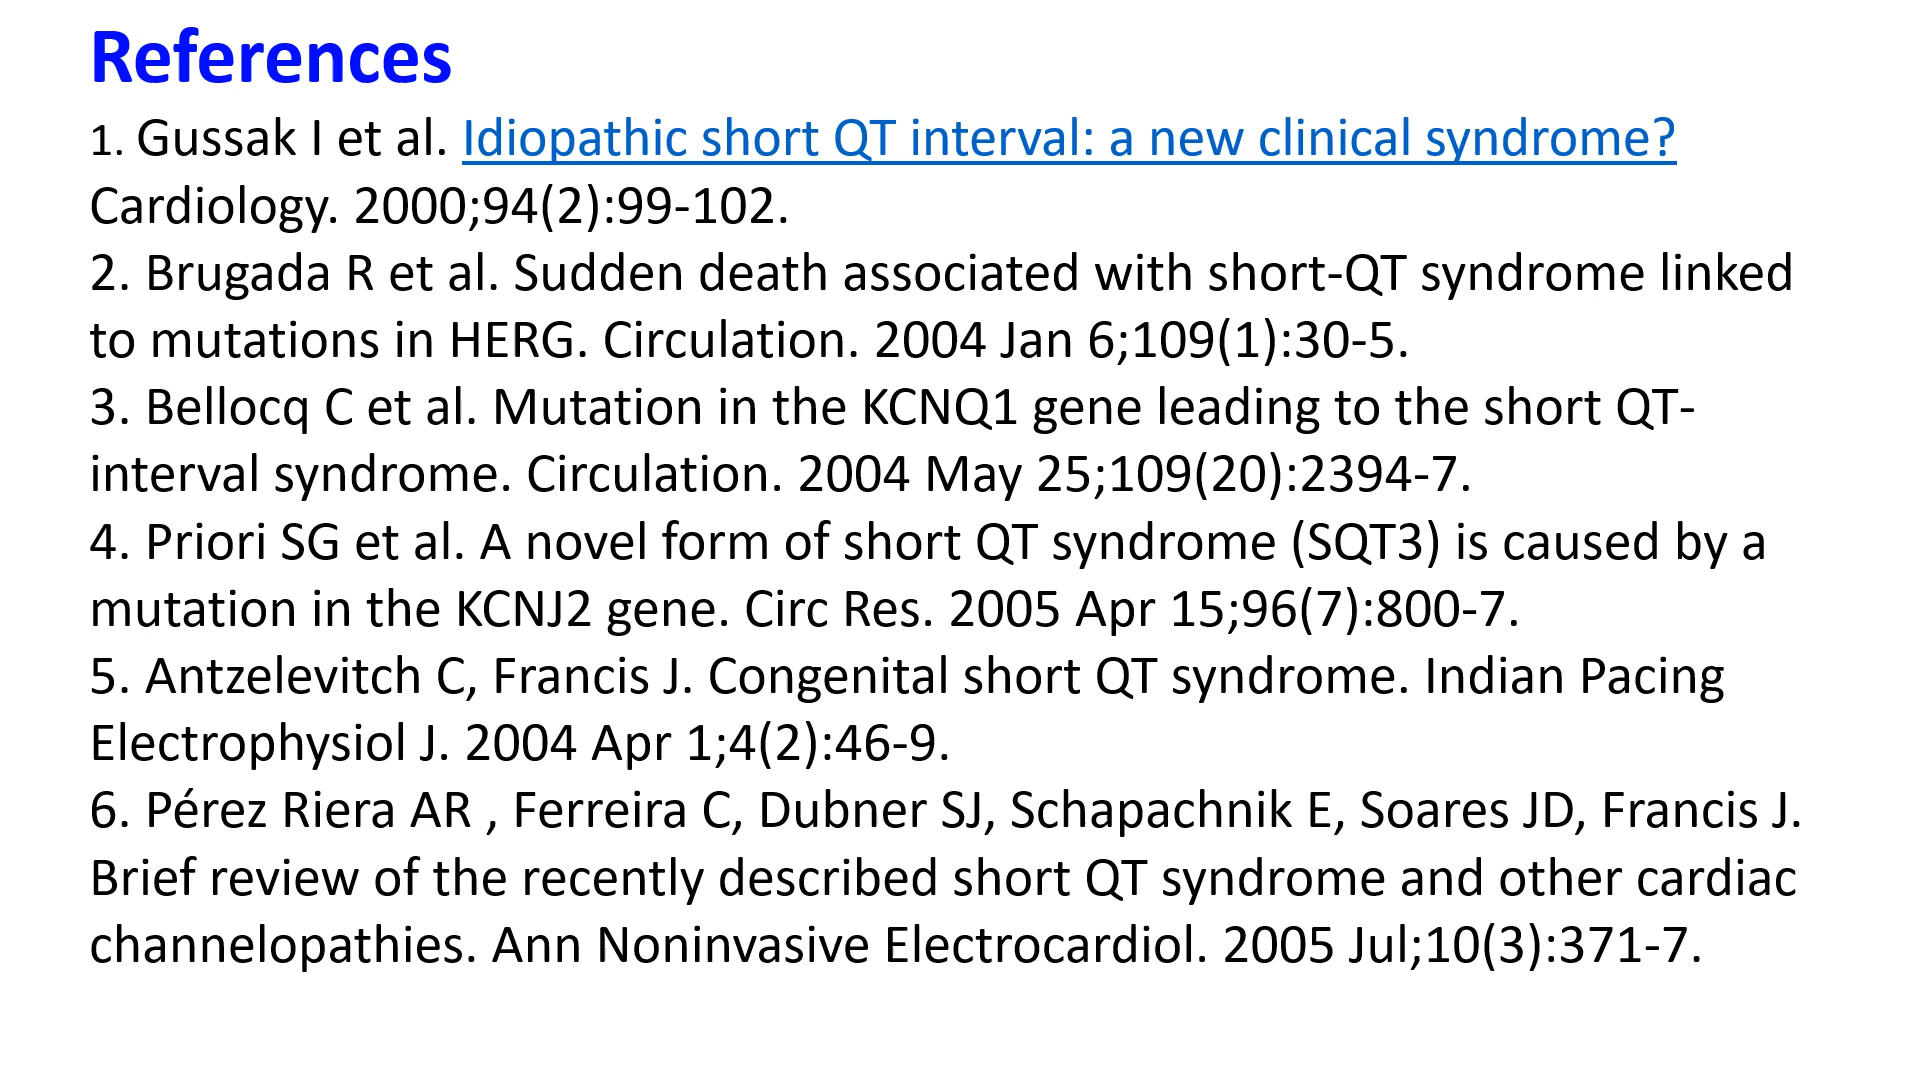 References
1. Gussak I et al. Idiopathic short QT interval: a new clinical syndrome?
Cardiology. 2000;94(2):99-102.
2. Brugada R et al. Sudden death associated with short-QT syndrome linked
to mutations in HERG. Circulation. 2004 Jan 6;109(1):30-5.
3. Bellocq C et al. Mutation in the KCNQ1 gene leading to the short QT-
interval syndrome. Circulation. 2004 May 25;109(20):2394-7.
4. Priori SG et al. A novel form of short QT syndrome (SQT3) is caused by a
mutation in the KCNJ2 gene. Circ Res. 2005 Apr 15;96(7):800-7.
5. Antzelevitch C, Francis J. Congenital short QT syndrome. Indian Pacing
Electrophysiol J. 2004 Apr 1;4(2):46-9.
6. Pérez Riera AR , Ferreira C, Dubner SJ, Schapachnik E, Soares JD, Francis J.
Brief review of the recently described short QT syndrome and other cardiac
channelopathies. Ann Noninvasive Electrocardiol. 2005 Jul;10(3):371-7.